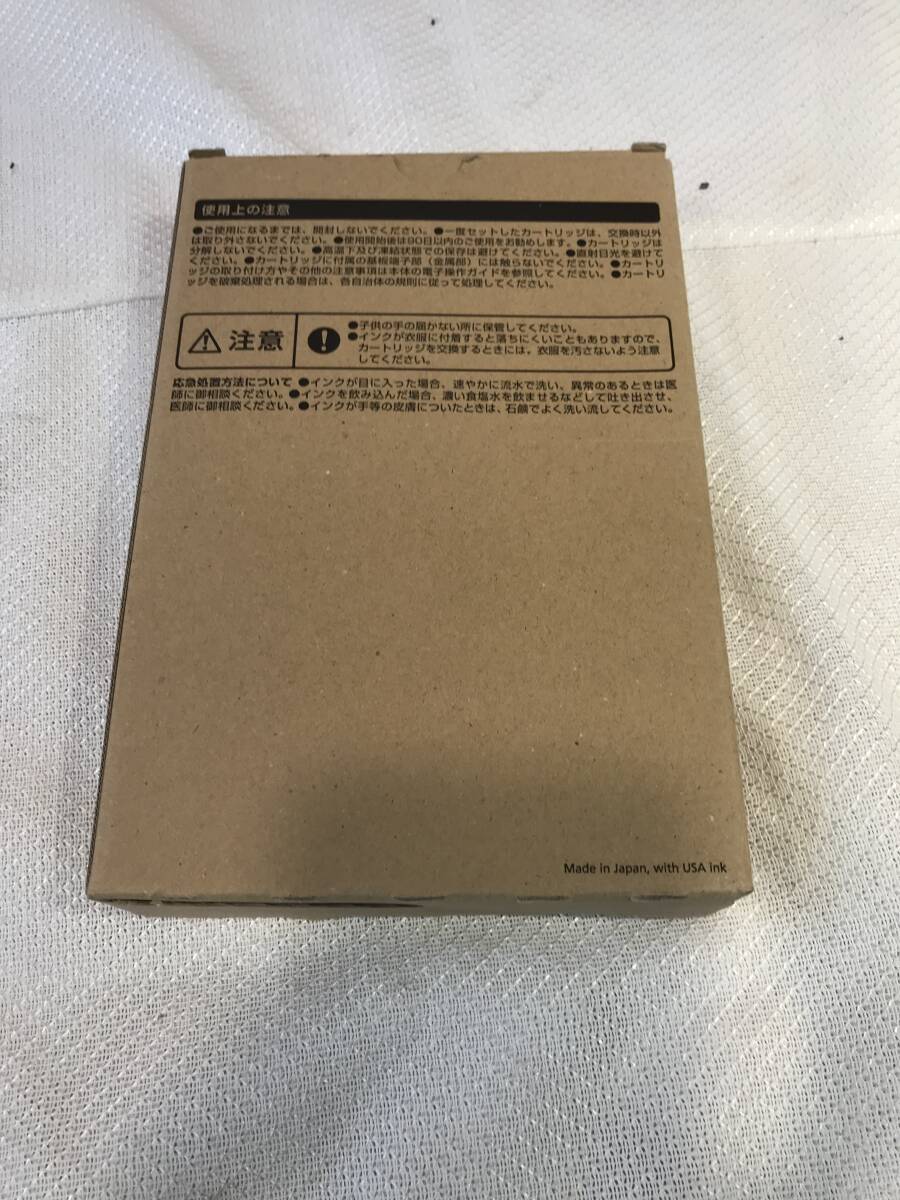 使用上の注意
●ご使用になるまでは、開封しないでください。●一度セットしたカートリッジは、交換時以外
は取り外さないでください。●使用開始後は90日以内のご使用をお勧めします。●カートリッジは
分解しないでください。●高温下及び凍結状態での保存は避けてください。●直射日光を避けて
ください。●カートリッジに付属の基板端子部（金属部）には触らないでください。●カートリ
ッジの取り付け方やその他の注意事項は本体の電子操作ガイドを参照してください。●カートリ
ッジを破棄処理される場合は、各自治体の規則に従って処理してください。
注意
●子供の手の届かない所に保管してください。
●インクが衣服に付着すると落ちにくいこともありますので、
カートリッジを交換するときには、衣服を汚さないよう注意
してください。
応急処置方法について ●インクが目に入った場合、速やかに流水で洗い、異常のあるときは医
師に御相談ください。●インクを飲み込んだ場合、濃い食塩水を飲ませるなどして吐き出させ、
医師に御相談ください。●インクが手等の皮膚についたときは、石鹸でよく洗い流してください。
Made in Japan, with USA ink